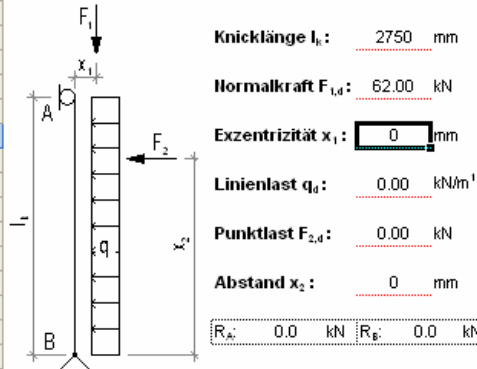 F₁
x₁
A
F₂
lₖ
q
x₂
B
Knicklänge lₖ: 2750 mm
Normalkraft F₁,d: 62.00 kN
Exzentrizität x₁: 0 mm
Linienlast qd: 0.00 kN/m¹
Punktlast F₂,d: 0.00 kN
Abstand x₂: 0 mm
RA: 0.0 kN RB: 0.0 kN